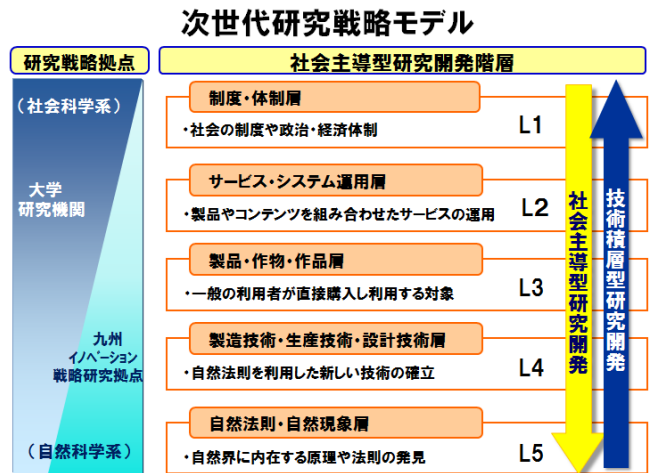 次世代研究戦略モデル
研究戦略拠点
社会主導型研究開発階層
（社会科学系）
大学
研究機関
九州
イノベーション
戦略研究拠点
（自然科学系）
制度・体制層
・社会の制度や政治・経済体制
L1
サービス・システム運用層
・製品やコンテンツを組み合わせたサービスの運用
L2
製品・作物・作品層
・一般の利用者が直接購入し利用する対象
L3
製造技術・生産技術・設計技術層
・自然法則を利用した新しい技術の確立
L4
自然法則・自然現象層
・自然界に内在する原理や法則の発見
L5
社会主導型研究開発
技術積層型研究開発